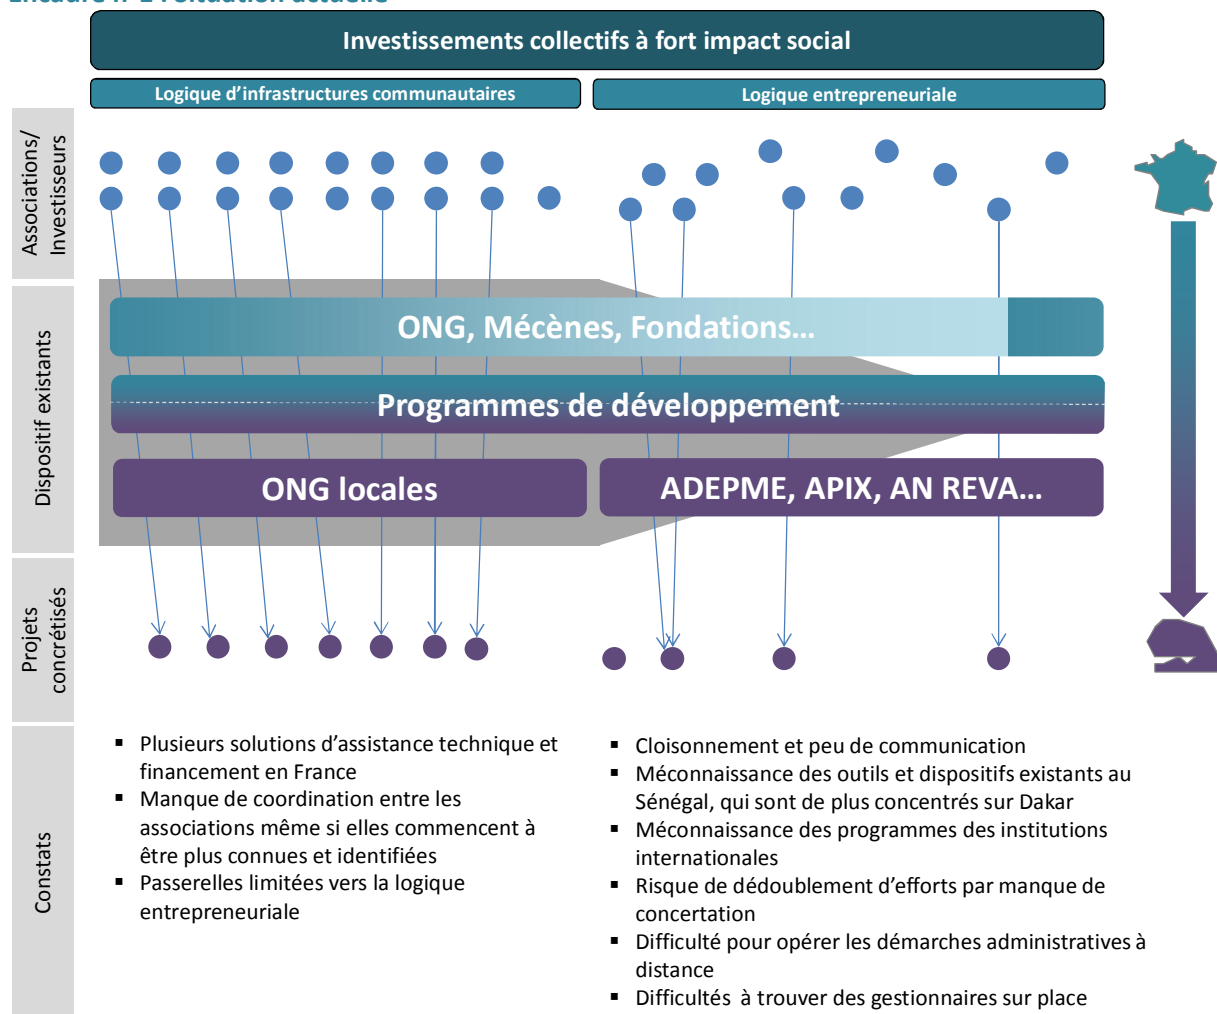 Encadré n°1 : Situation actuelle
Investissements collectifs à fort impact social
Logique d’infrastructures communautaires
Logique entrepreneuriale
Associations/
Investisseurs
Dispositif existants
ONG, Mécènes, Fondations…
Programmes de développement
ONG locales
ADEPME, APIX, AN REVA…
Projets
concrétisés
Constats
▪ Plusieurs solutions d’assistance technique et
financement en France
▪ Manque de coordination entre les
associations même si elles commencent à
être plus connues et identifiées
▪ Passerelles limitées vers la logique
entrepreneuriale
▪ Cloisonnement et peu de communication
▪ Méconnaissance des outils et dispositifs existants au
Sénégal, qui sont de plus concentrés sur Dakar
▪ Méconnaissance des programmes des institutions
internationales
▪ Risque de dédoublement d’efforts par manque de
concertation
▪ Difficulté pour opérer les démarches administratives à
distance
▪ Difficultés à trouver des gestionnaires sur place